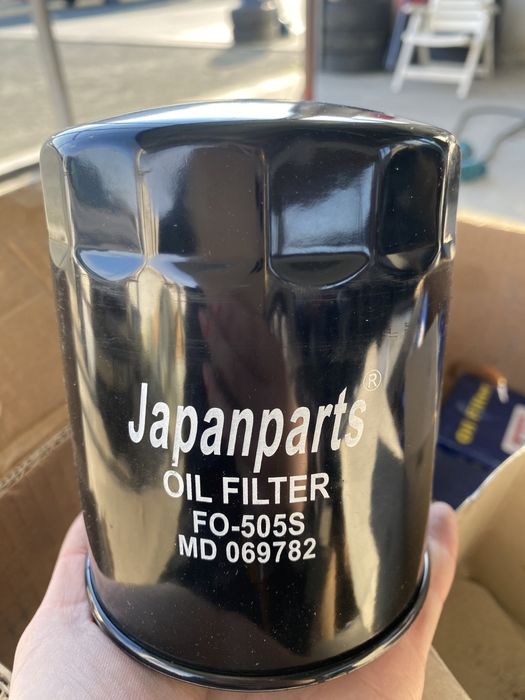 Japanparts®
OIL FILTER
FO-505S
MD 069782